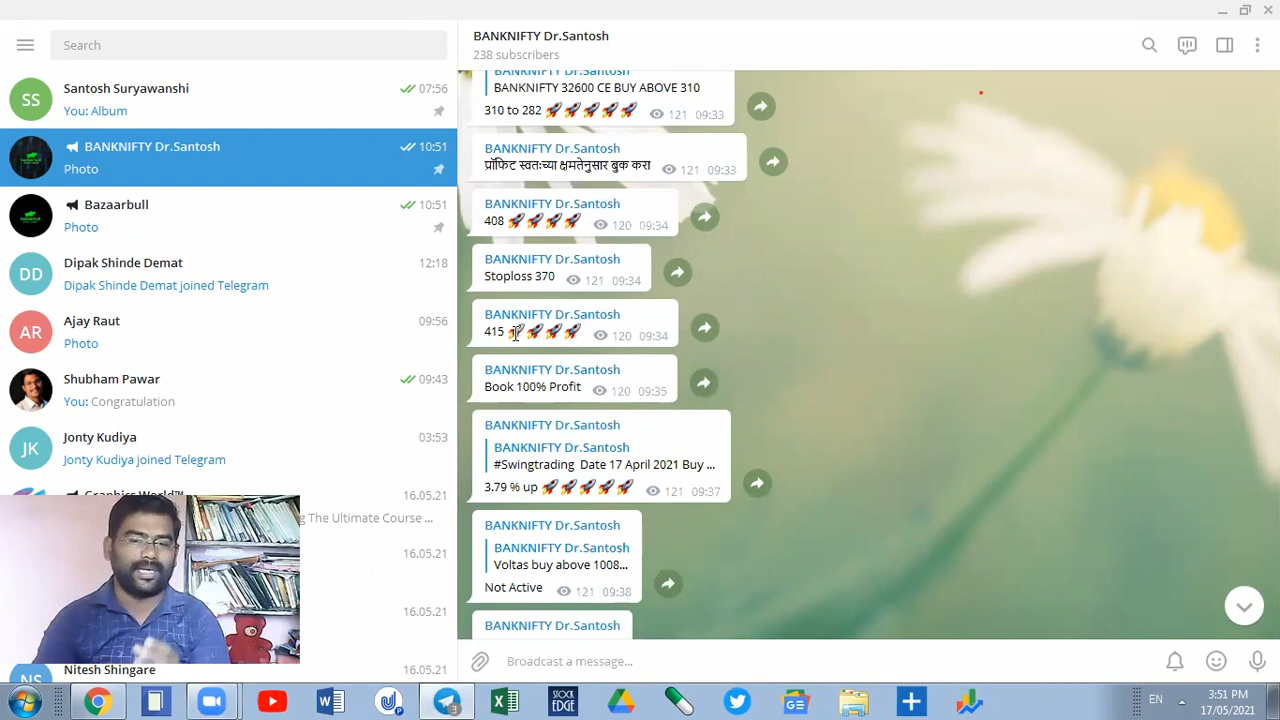 Search
Santosh Suryawanshi
07:56
You: Album
BANKNIFTY Dr.Santosh
10:51
Photo
Bazaarbull
10:51
Photo
Dipak Shinde Demat
12:18
Dipak Shinde Demat joined Telegram
Ajay Raut
09:56
Photo
Shubham Pawar
09:43
You: Congratulation
Jonty Kudiya
03:53
Jonty Kudiya joined Telegram
16.05.21
g The Ultimate Course ...
16.05.21
16.05.21
Nitesh Shingare
16.05.21
SS
DD
AR
JK
NS
BANKNIFTY Dr.Santosh
238 subscribers
BANKNIFTY Dr.Santosh
BANKNIFTY 32600 CE BUY ABOVE 310
310 to 282 🚀🚀🚀🚀🚀 121 09:33
BANKNIFTY Dr.Santosh
प्रॉफिट स्वतःच्या क्षमतेनुसार बुक करा 121 09:33
BANKNIFTY Dr.Santosh
408 🚀🚀🚀🚀 120 09:34
BANKNIFTY Dr.Santosh
Stoploss 370 121 09:34
BANKNIFTY Dr.Santosh
415 🚀🚀🚀🚀 120 09:34
BANKNIFTY Dr.Santosh
Book 100% Profit 120 09:35
BANKNIFTY Dr.Santosh
BANKNIFTY Dr.Santosh
#Swingtrading Date 17 April 2021 Buy ...
3.79 % up 🚀🚀🚀🚀🚀 121 09:37
BANKNIFTY Dr.Santosh
BANKNIFTY Dr.Santosh
Voltas buy above 1008...
Not Active 121 09:38
BANKNIFTY Dr.Santosh
Broadcast a message...
STOCK
EDGE
3
EN
3:51 PM
17/05/2021